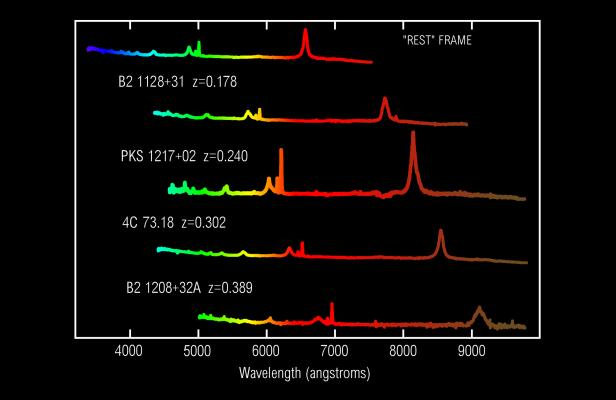 "REST" FRAME
B2 1128+31 z=0.178
PKS 1217+02 z=0.240
4C 73.18 z=0.302
B2 1208+32A z=0.389
4000 5000 6000 7000 8000 9000
Wavelength (angstroms)